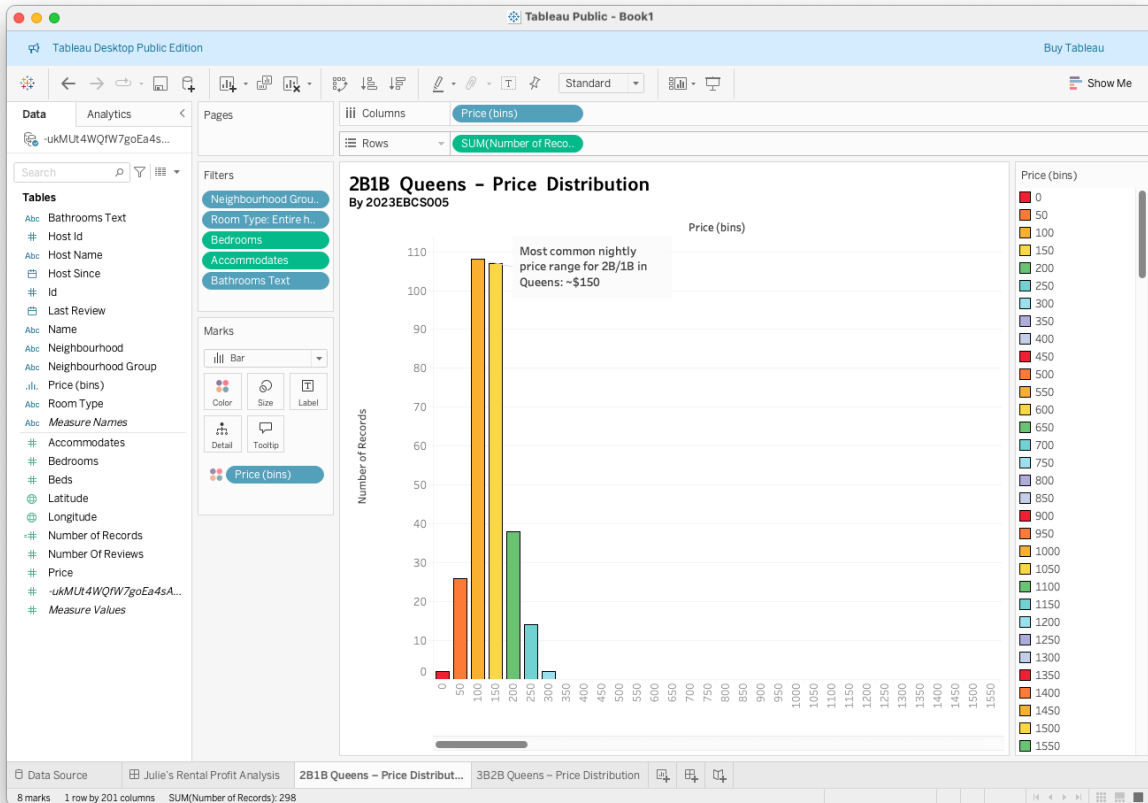 Tableau Public - Book1
Tableau Desktop Public Edition
Buy Tableau
Standard
Show Me
Data
Analytics
-ukMUt4WQfW7goEa4s...
Search
Tables
Abc Bathrooms Text
# Host Id
Abc Host Name
Host Since
# Id
Last Review
Abc Name
Abc Neighbourhood
Abc Neighbourhood Group
Price (bins)
Abc Room Type
Abc Measure Names
# Accommodates
# Bedrooms
# Beds
Latitude
Longitude
=# Number of Records
# Number Of Reviews
# Price
# -ukMUt4WQfW7goEa4sA...
# Measure Values
Pages
Filters
Neighbourhood Grou..
Room Type: Entire h..
Bedrooms
Accommodates
Bathrooms Text
Marks
Bar
Color
Size
Label
Detail
Tooltip
Price (bins)
Columns
Price (bins)
Rows
SUM(Number of Reco..
2B1B Queens – Price Distribution
By 2023EBCS005
Price (bins)
Most common nightly
price range for 2B/1B in
Queens: ~$150
Number of Records
110
100
90
80
70
60
50
40
30
20
10
0
0
50
100
150
200
250
300
350
400
450
500
550
600
650
700
750
800
850
900
950
1000
1050
1100
1150
1200
1250
1300
1350
1400
1450
1500
1550
Price (bins)
0
50
100
150
200
250
300
350
400
450
500
550
600
650
700
750
800
850
900
950
1000
1050
1100
1150
1200
1250
1300
1350
1400
1450
1500
1550
Data Source
Julie's Rental Profit Analysis
2B1B Queens – Price Distribut...
3B2B Queens – Price Distribution
8 marks
1 row by 201 columns
SUM(Number of Records): 298